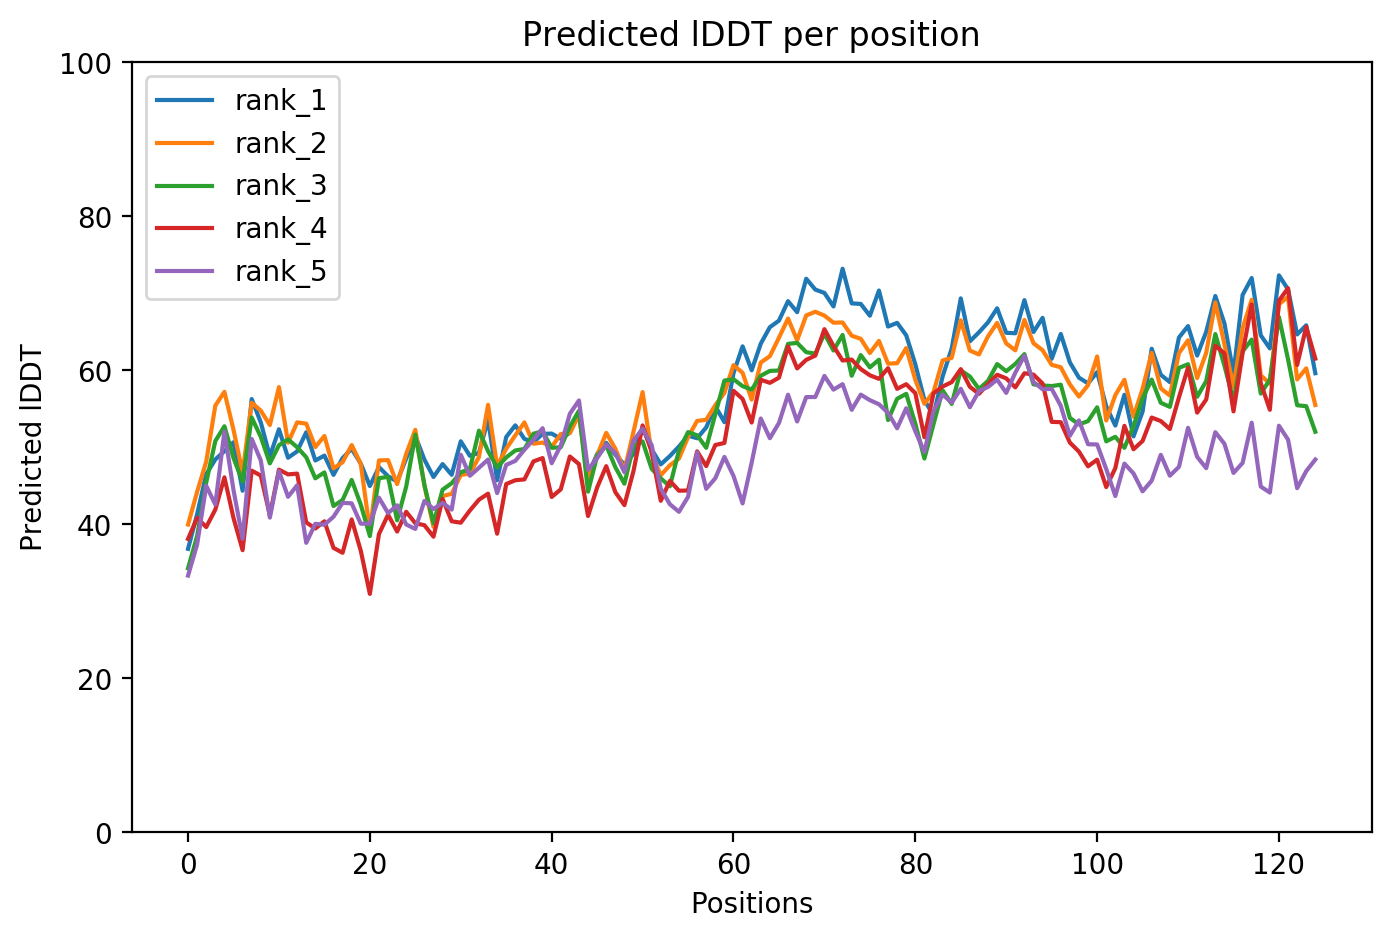 Predicted lDDT per position
100
80
60
40
20
0
Predicted lDDT
rank_1
rank_2
rank_3
rank_4
rank_5
0 20 40 60 80 100 120
Positions